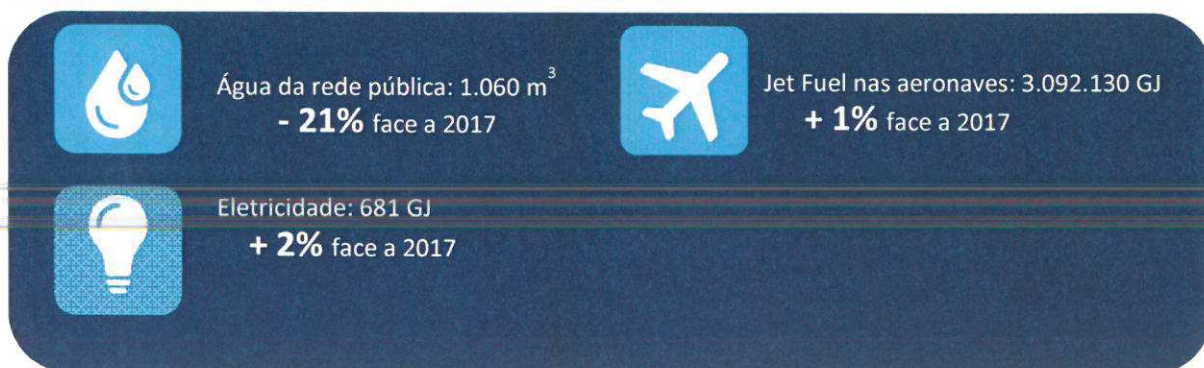 Água da rede pública: 1.060 m³
- 21% face a 2017
Jet Fuel nas aeronaves: 3.092.130 GJ
+ 1% face a 2017
Eletricidade: 681 GJ
+ 2% face a 2017